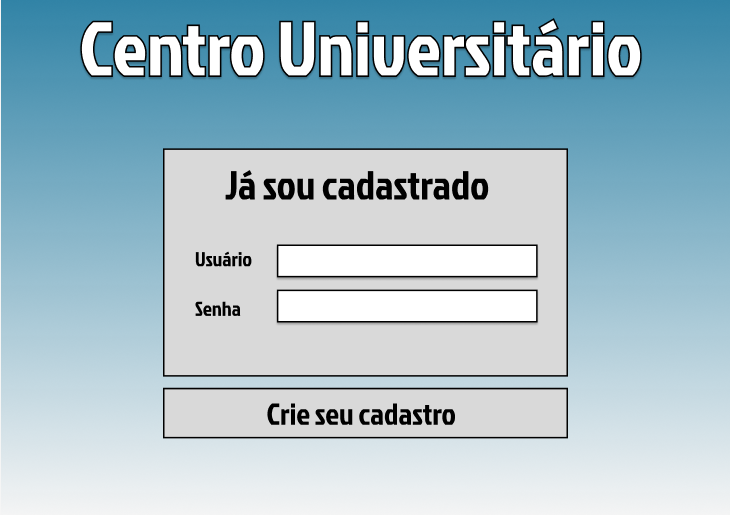 Centro Universitário
Já sou cadastrado
Usuário
Senha
Crie seu cadastro